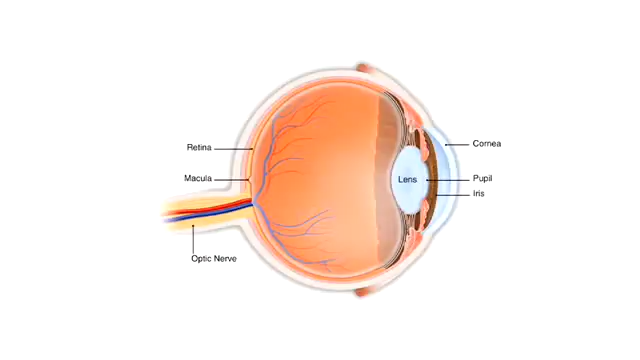 Retina
Cornea
Macula
Lens
Pupil
Iris
Optic Nerve